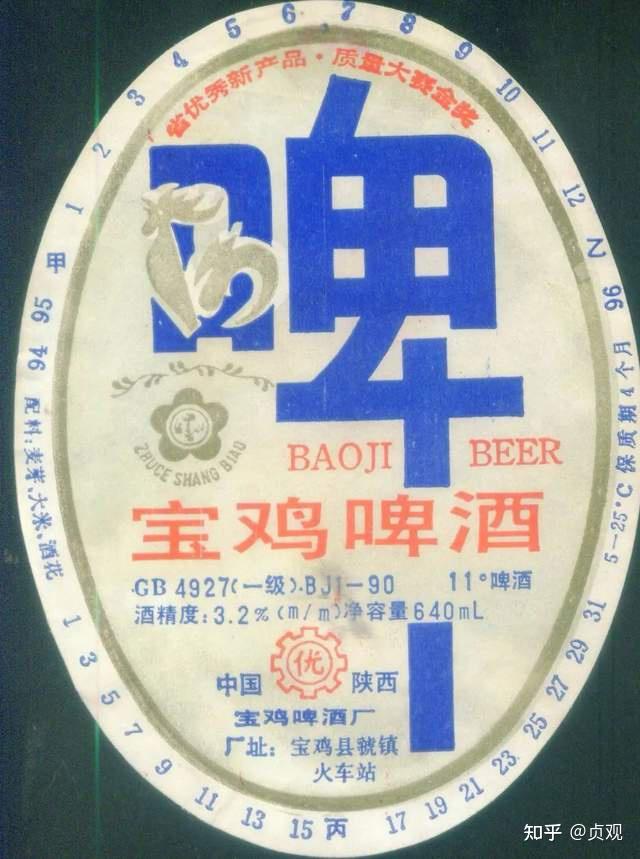 省优秀新产品·质量大赛金奖
啤
ZHUCE SHANG BIAO
BAOJI BEER
宝鸡啤酒
GB 4927(一级)·BJ1-90 11°啤酒
酒精度:3.2%(m/m)净容量640mL
优
中国 陕西
宝鸡啤酒厂
厂址:宝鸡县虢镇
火车站
94 95 田 1 2 3 4 5 6 7 8 9 10 11 12 乙 96
配料:麦芽、大米、酒花
5-25°C保质期4个月
1 3 5 7 9 11 13 15 丙 17 19 21 23 25 27 29 31
知乎 @贞观